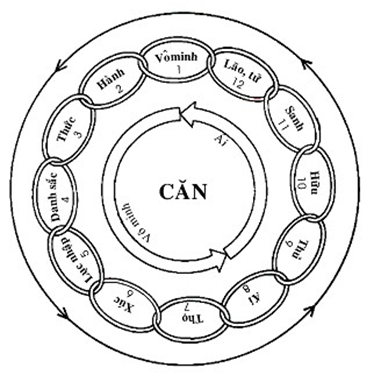 Vôminh
1
Hành
2
Thức
3
Danh sắc
4
Lục nhập
5
Xúc
6
Thọ
7
Ái
8
Thủ
9
Hữu
10
Sanh
11
Lão, tử
12
Ái
CĂN
Vô minh